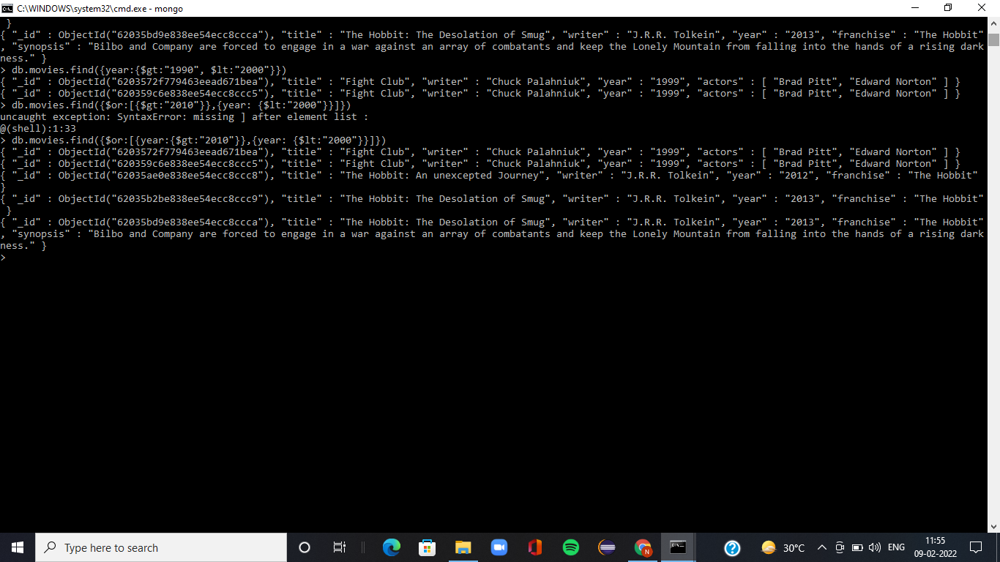 C:\WINDOWS\system32\cmd.exe - mongo
 }
{ "_id" : ObjectId("62035bd9e838ee54ecc8ccca"), "title" : "The Hobbit: The Desolation of Smug", "writer" : "J.R.R. Tolkein", "year" : "2013", "franchise" : "The Hobbit"
, "synopsis" : "Bilbo and Company are forced to engage in a war against an array of combatants and keep the Lonely Mountain from falling into the hands of a rising dark
ness." }
> db.movies.find({year:{$gt:"1990", $lt:"2000"}})
{ "_id" : ObjectId("6203572f779463eead671bea"), "title" : "Fight Club", "writer" : "Chuck Palahniuk", "year" : "1999", "actors" : [ "Brad Pitt", "Edward Norton" ] }
{ "_id" : ObjectId("620359c6e838ee54ecc8ccc5"), "title" : "Fight Club", "writer" : "Chuck Palahniuk", "year" : "1999", "actors" : [ "Brad Pitt", "Edward Norton" ] }
> db.movies.find({$or:[{$gt:"2010"}},{year: {$lt:"2000"}}]})
uncaught exception: SyntaxError: missing ] after element list :
@(shell):1:33
> db.movies.find({$or:[{year:{$gt:"2010"}},{year: {$lt:"2000"}}]})
{ "_id" : ObjectId("6203572f779463eead671bea"), "title" : "Fight Club", "writer" : "Chuck Palahniuk", "year" : "1999", "actors" : [ "Brad Pitt", "Edward Norton" ] }
{ "_id" : ObjectId("620359c6e838ee54ecc8ccc5"), "title" : "Fight Club", "writer" : "Chuck Palahniuk", "year" : "1999", "actors" : [ "Brad Pitt", "Edward Norton" ] }
{ "_id" : ObjectId("62035ae0e838ee54ecc8ccc8"), "title" : "The Hobbit: An unexcepted Journey", "writer" : "J.R.R. Tolkein", "year" : "2012", "franchise" : "The Hobbit"
}
{ "_id" : ObjectId("62035b2be838ee54ecc8ccc9"), "title" : "The Hobbit: The Desolation of Smug", "writer" : "J.R.R. Tolkein", "year" : "2013", "franchise" : "The Hobbit"
 }
{ "_id" : ObjectId("62035bd9e838ee54ecc8ccca"), "title" : "The Hobbit: The Desolation of Smug", "writer" : "J.R.R. Tolkein", "year" : "2013", "franchise" : "The Hobbit"
, "synopsis" : "Bilbo and Company are forced to engage in a war against an array of combatants and keep the Lonely Mountain from falling into the hands of a rising dark
ness." }
>
Type here to search
30°C
ENG
11:55
09-02-2022